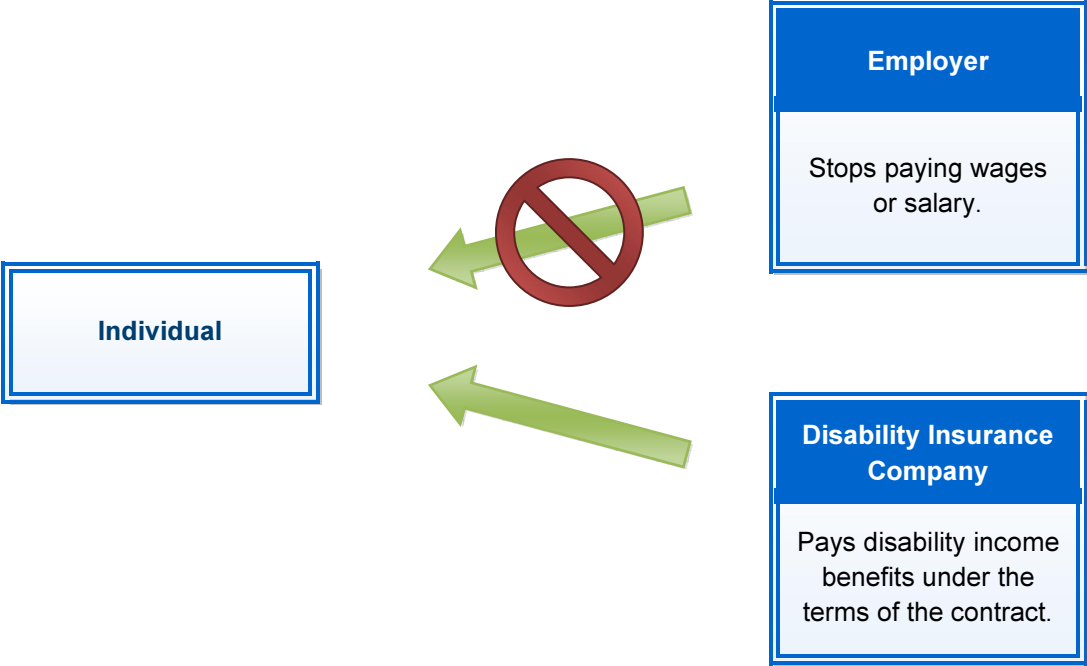 Employer
Stops paying wages
or salary.
Individual
Disability Insurance
Company
Pays disability income
benefits under the
terms of the contract.